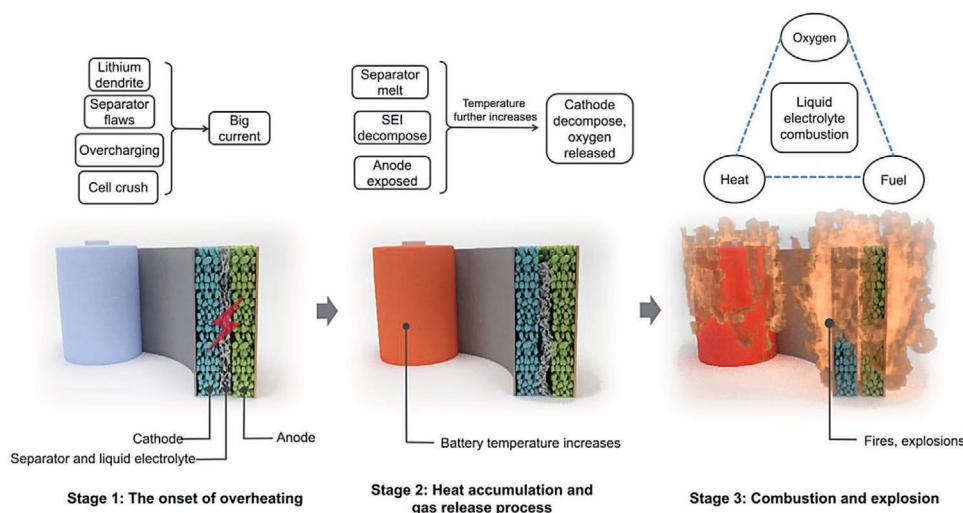 Lithium
dendrite
Separator
flaws
Overcharging
Cell crush
Big
current
Cathode
Separator and liquid electrolyte
Anode
Stage 1: The onset of overheating
Separator
melt
SEI
decompose
Anode
exposed
Temperature
further increases
Cathode
decompose,
oxygen
released
Battery temperature increases
Stage 2: Heat accumulation and
gas release process
Oxygen
Liquid
electrolyte
combustion
Heat
Fuel
Fires, explosions
Stage 3: Combustion and explosion